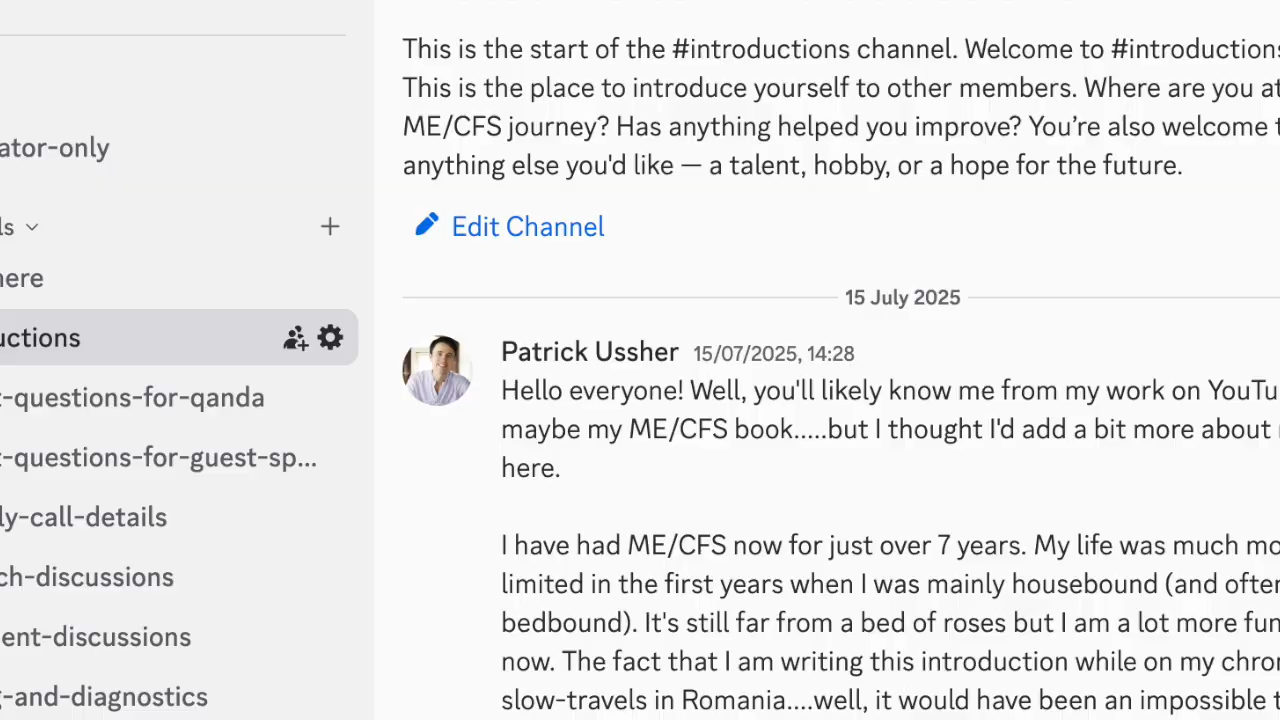 ator-only
ls
here
uctions
t-questions-for-qanda
t-questions-for-guest-sp...
ly-call-details
ch-discussions
ent-discussions
g-and-diagnostics
This is the start of the #introductions channel. Welcome to #introductions
This is the place to introduce yourself to other members. Where are you at
ME/CFS journey? Has anything helped you improve? You're also welcome t
anything else you'd like — a talent, hobby, or a hope for the future.
Edit Channel
15 July 2025
Patrick Ussher 15/07/2025, 14:28
Hello everyone! Well, you'll likely know me from my work on YouTu
maybe my ME/CFS book.....but I thought I'd add a bit more about
here.
I have had ME/CFS now for just over 7 years. My life was much mo
limited in the first years when I was mainly housebound (and often
bedbound). It's still far from a bed of roses but I am a lot more fun
now. The fact that I am writing this introduction while on my chron
slow-travels in Romania....well, it would have been an impossible t